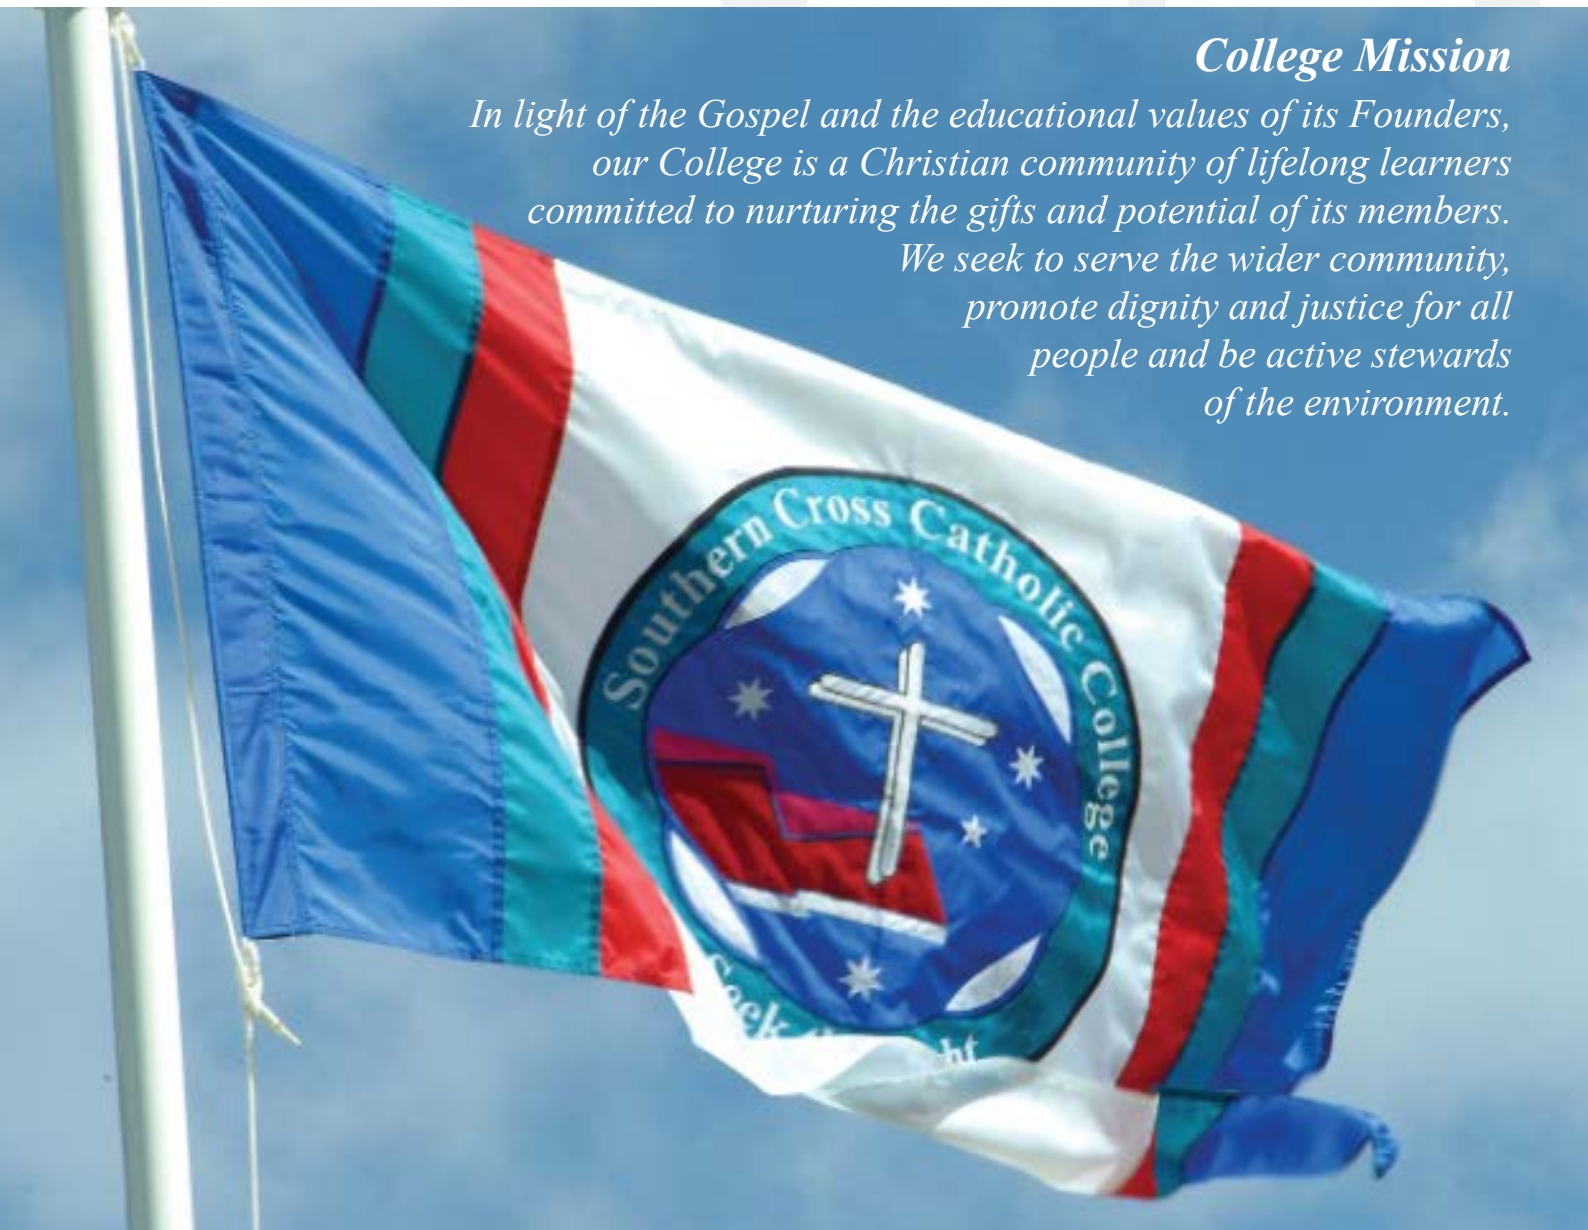 College Mission
In light of the Gospel and the educational values of its Founders,
our College is a Christian community of lifelong learners
committed to nurturing the gifts and potential of its members.
We seek to serve the wider community,
promote dignity and justice for all
people and be active stewards
of the environment.
Southern Cross Catholic College
Seek